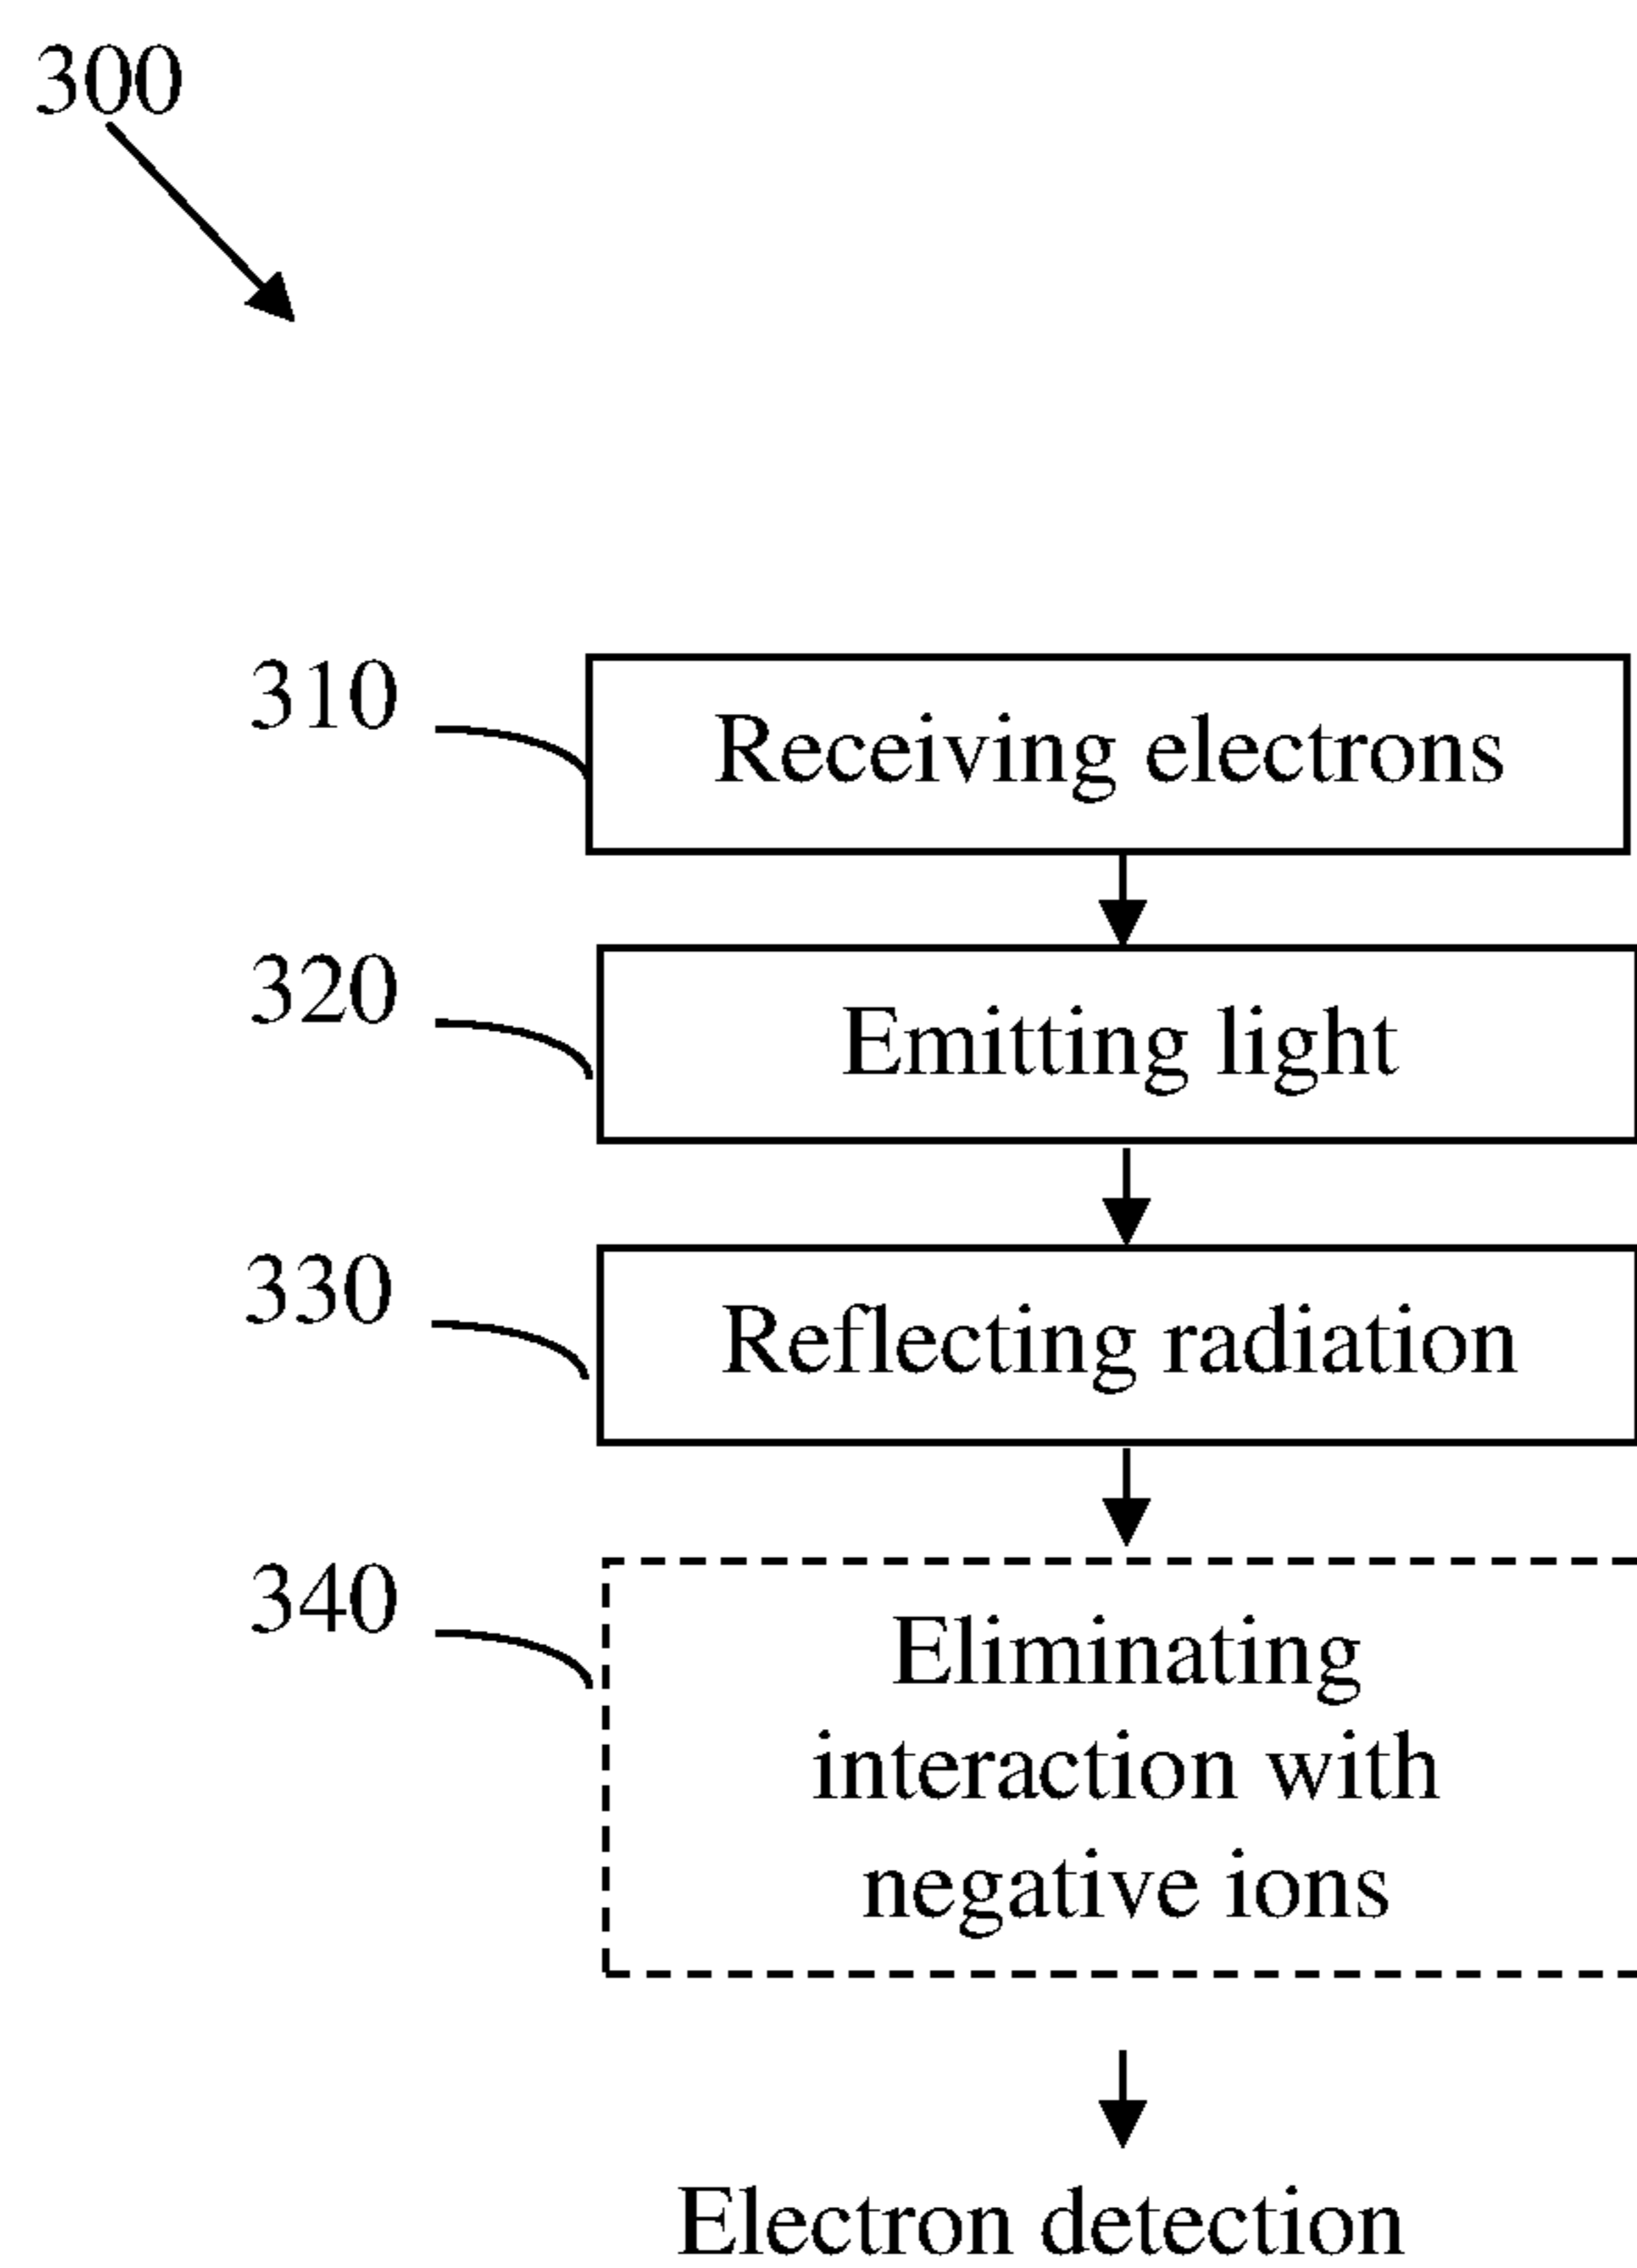 300
310
Receiving electrons
320
Emitting light
330
Reflecting radiation
340
Eliminating
interaction with
negative ions
Electron detection